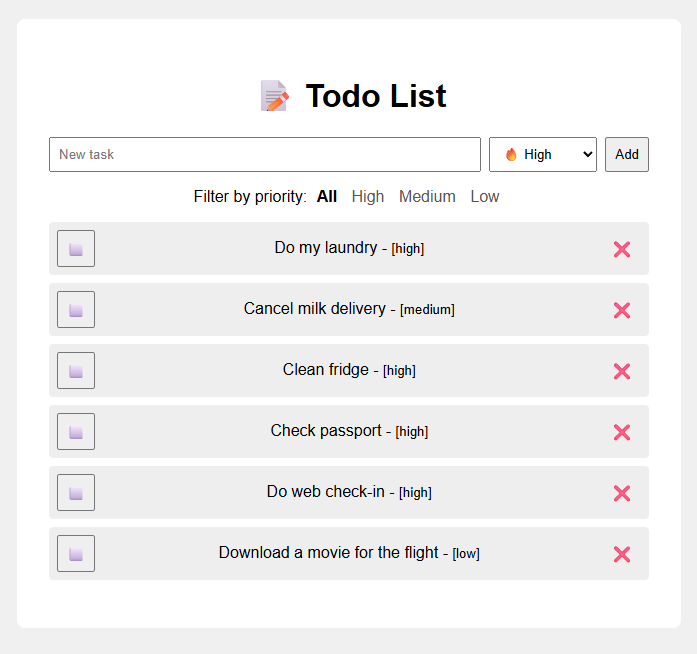 Todo List
New task High Add
Filter by priority: All High Medium Low
Do my laundry - [high]
Cancel milk delivery - [medium]
Clean fridge - [high]
Check passport - [high]
Do web check-in - [high]
Download a movie for the flight - [low]